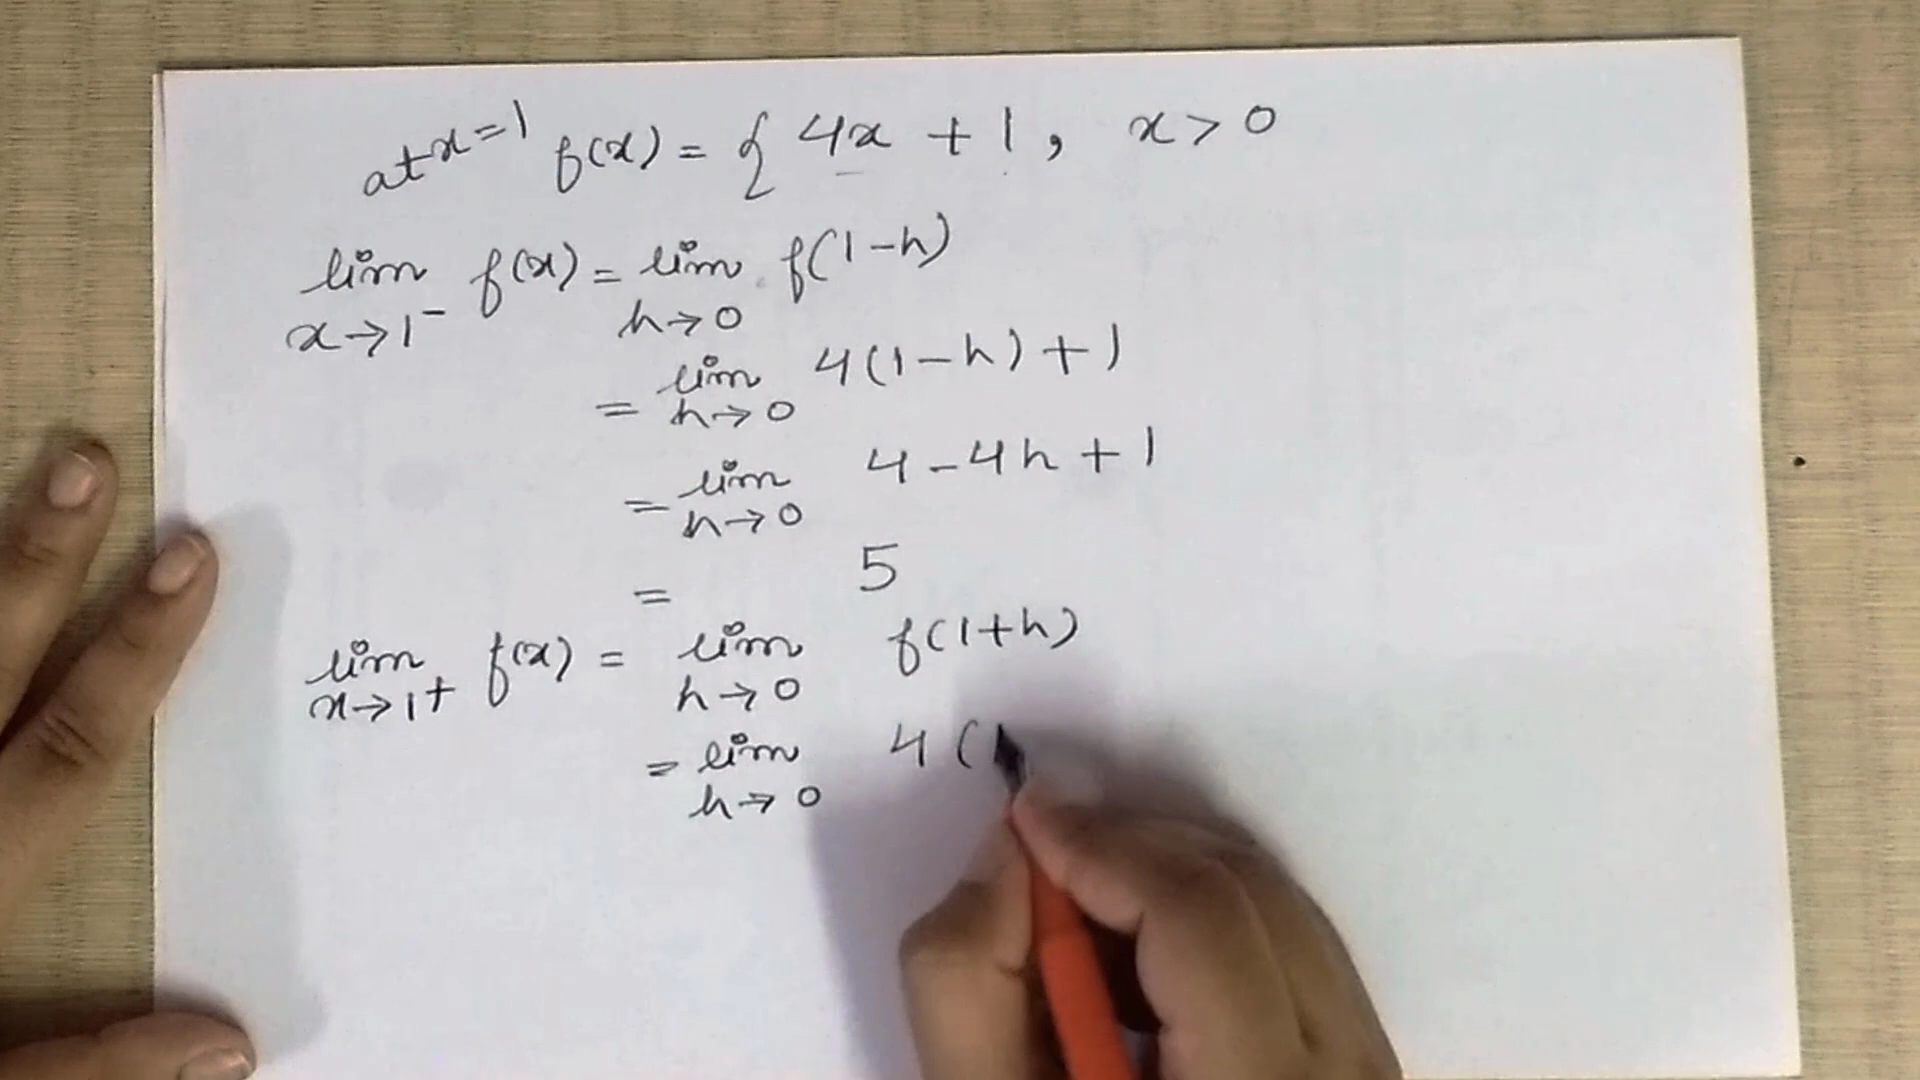 at x=1 f(x) = { 4x + 1, x > 0
lim f(x) = lim f(1-h)
x→1⁻ h→0
= lim 4(1-h)+1
h→0
= lim 4-4h+1
h→0
= 5
lim f(x) = lim f(1+h)
x→1+ h→0
= lim 4(1
h→0